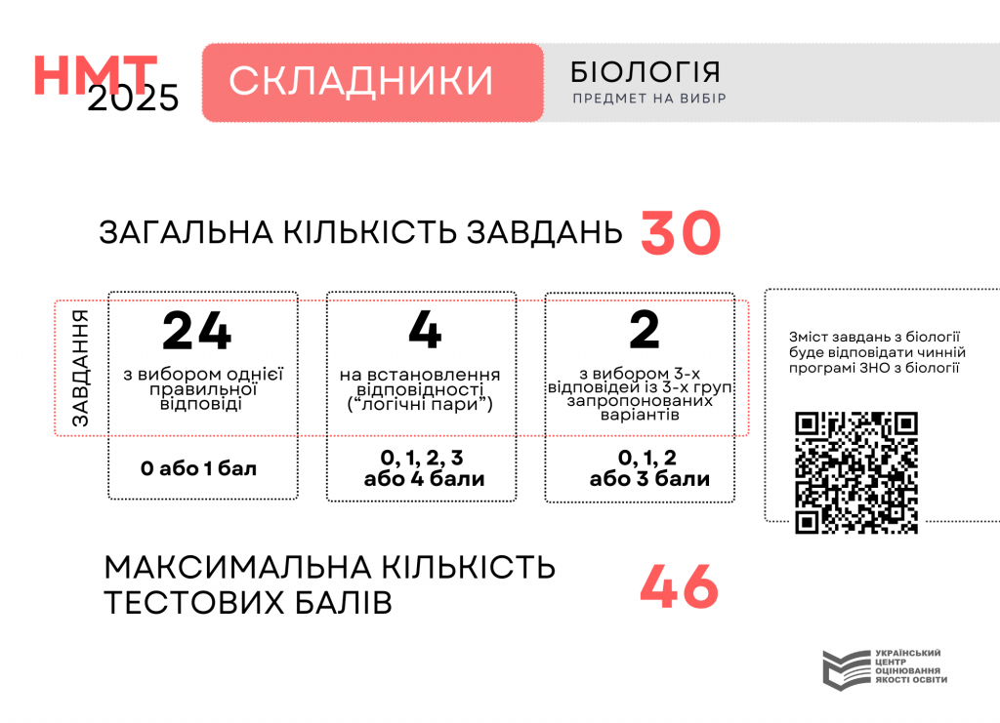 НМТ
2025
СКЛАДНИКИ
БІОЛОГІЯ
ПРЕДМЕТ НА ВИБІР
ЗАГАЛЬНА КІЛЬКІСТЬ ЗАВДАНЬ 30
ЗАВДАННЯ
24
з вибором однієї
правильної
відповіді
0 або 1 бал
4
на встановлення
відповідності
(“логічні пари”)
0, 1, 2, 3
або 4 бали
2
з вибором 3-х
відповідей із 3-х груп
запропонованих
варіантів
0, 1, 2
або 3 бали
Зміст завдань з біології
буде відповідати чинній
програмі ЗНО з біології
МАКСИМАЛЬНА КІЛЬКІСТЬ
ТЕСТОВИХ БАЛІВ
46
УКРАЇНСЬКИЙ
ЦЕНТР
ОЦІНЮВАННЯ
ЯКОСТІ ОСВІТИ